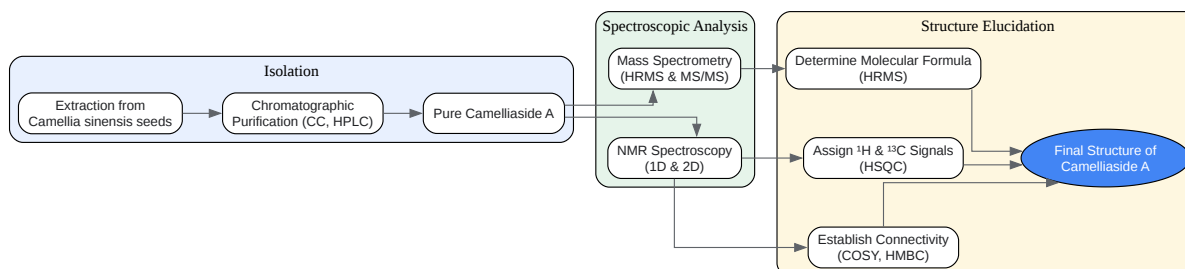 Isolation
Extraction from
Camellia sinensis seeds
Chromatographic
Purification (CC, HPLC)
Pure Camelliaside A
Spectroscopic Analysis
Mass Spectrometry
(HRMS & MS/MS)
NMR Spectroscopy
(1D & 2D)
Structure Elucidation
Determine Molecular Formula
(HRMS)
Assign ¹H & ¹³C Signals
(HSQC)
Establish Connectivity
(COSY, HMBC)
Final Structure of
Camelliaside A